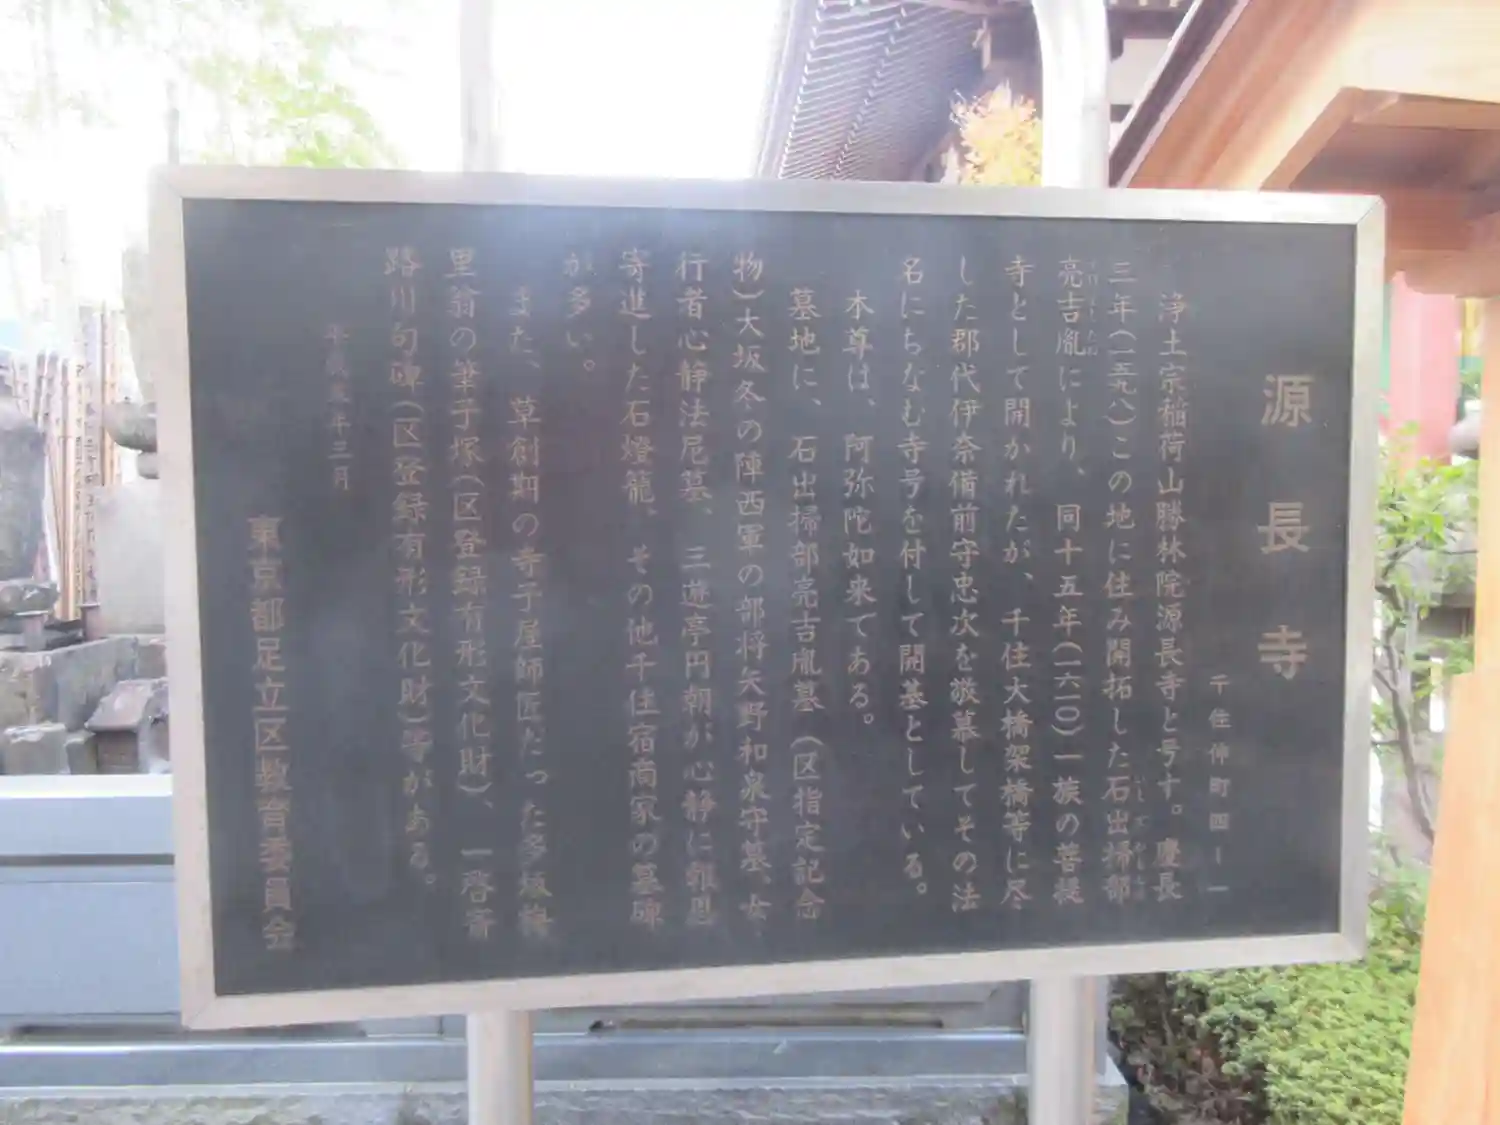 源長寺
千住仲町四ー一
浄土宗稲荷山勝林院源長寺と号す。慶長
三年(一五九八)この地に住み開拓した石出掃部
亮吉胤により、同十五年(一六一〇)一族の菩提
寺として開かれたが、千住大橋架橋等に尽
した郡代伊奈備前守忠次を敬慕してその法
名にちなむ寺号を付して開基としている。
本尊は、阿弥陀如来である。
墓地に、石出掃部亮吉胤墓(区指定記念
物)大坂冬の陣西軍の部将矢野和泉守墓、女
行者心静法尼墓、三遊亭円朝が心静に報恩
寄進した石燈籠、その他千住宿商家の墓碑
が多い。
また、草創期の寺子屋師匠だった多坂梅
里翁の筆子塚(区登録有形文化財)、一啓斎
路川句碑(区登録有形文化財)等がある。
年三月
東京都足立区教育委員会